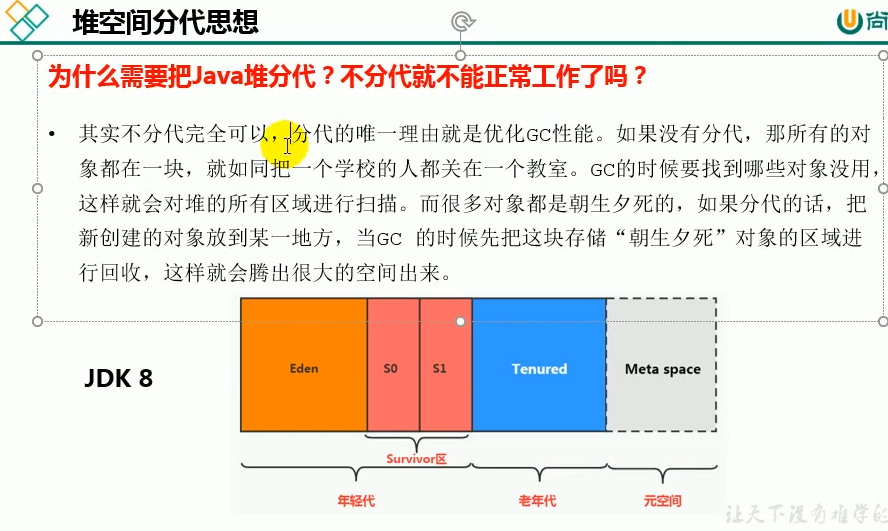 堆空间分代思想
尚
为什么需要把Java堆分代？不分代就不能正常工作了吗？
• 其实不分代完全可以，分代的唯一理由就是优化GC性能。如果没有分代，那所有的对
象都在一块，就如同把一个学校的人都关在一个教室。GC的时候要找到哪些对象没用，
这样就会对堆的所有区域进行扫描。而很多对象都是朝生夕死的，如果分代的话，把
新创建的对象放到某一地方，当GC 的时候先把这块存储“朝生夕死”对象的区域进
行回收，这样就会腾出很大的空间出来。
JDK 8
Eden
S0
S1
Tenured
Meta space
Survivor区
年轻代
老年代
元空间
让天下没有难学的